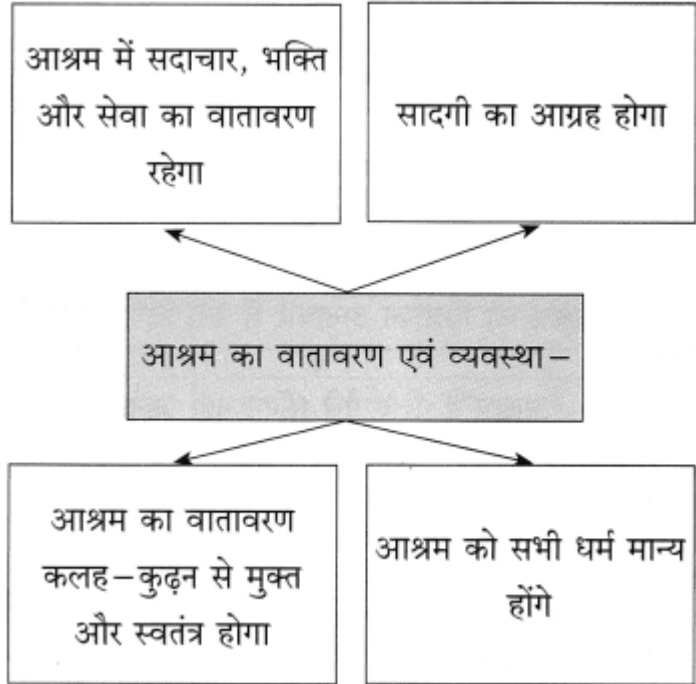 आश्रम में सदाचार, भक्ति
और सेवा का वातावरण
रहेगा
सादगी का आग्रह होगा
आश्रम का वातावरण एवं व्यवस्था–
आश्रम का वातावरण
कलह–कुढ़न से मुक्त
और स्वतंत्र होगा
आश्रम को सभी धर्म मान्य
होंगे